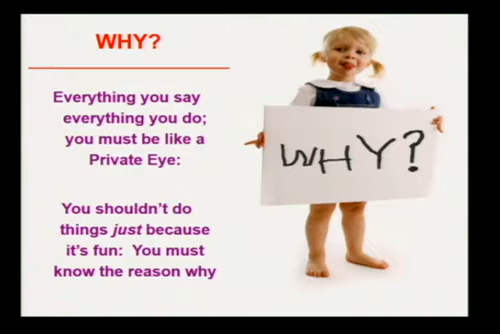 WHY?
Everything you say
everything you do;
you must be like a
Private Eye:
You shouldn't do
things just because
it's fun: You must
know the reason why
WHY?